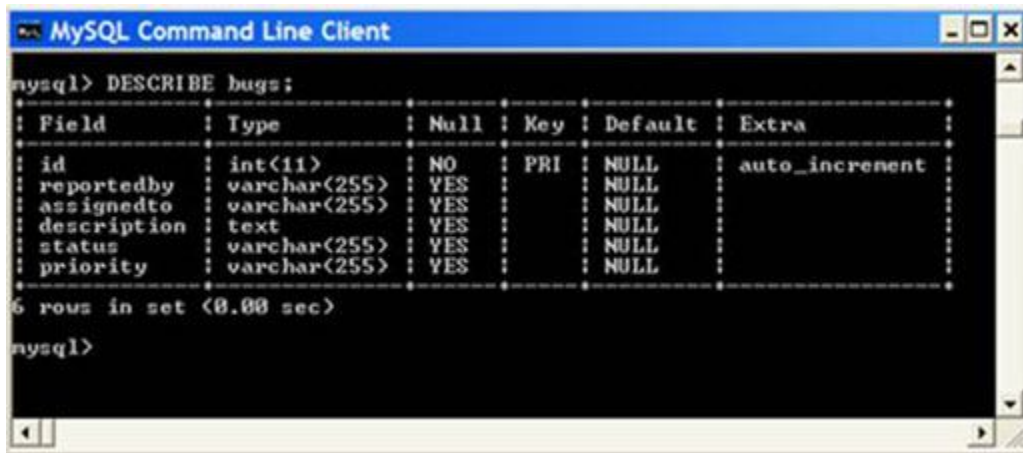 MySQL Command Line Client
mysql> DESCRIBE bugs;
+-------------+--------------+------+-----+---------+----------------+
| Field       | Type         | Null | Key | Default | Extra          |
+-------------+--------------+------+-----+---------+----------------+
| id          | int(11)      | NO   | PRI | NULL    | auto_increment |
| reportedby  | varchar(255) | YES  |     | NULL    |                |
| assignedto  | varchar(255) | YES  |     | NULL    |                |
| description | text         | YES  |     | NULL    |                |
| status      | varchar(255) | YES  |     | NULL    |                |
| priority    | varchar(255) | YES  |     | NULL    |                |
+-------------+--------------+------+-----+---------+----------------+
6 rows in set (0.00 sec)
mysql>